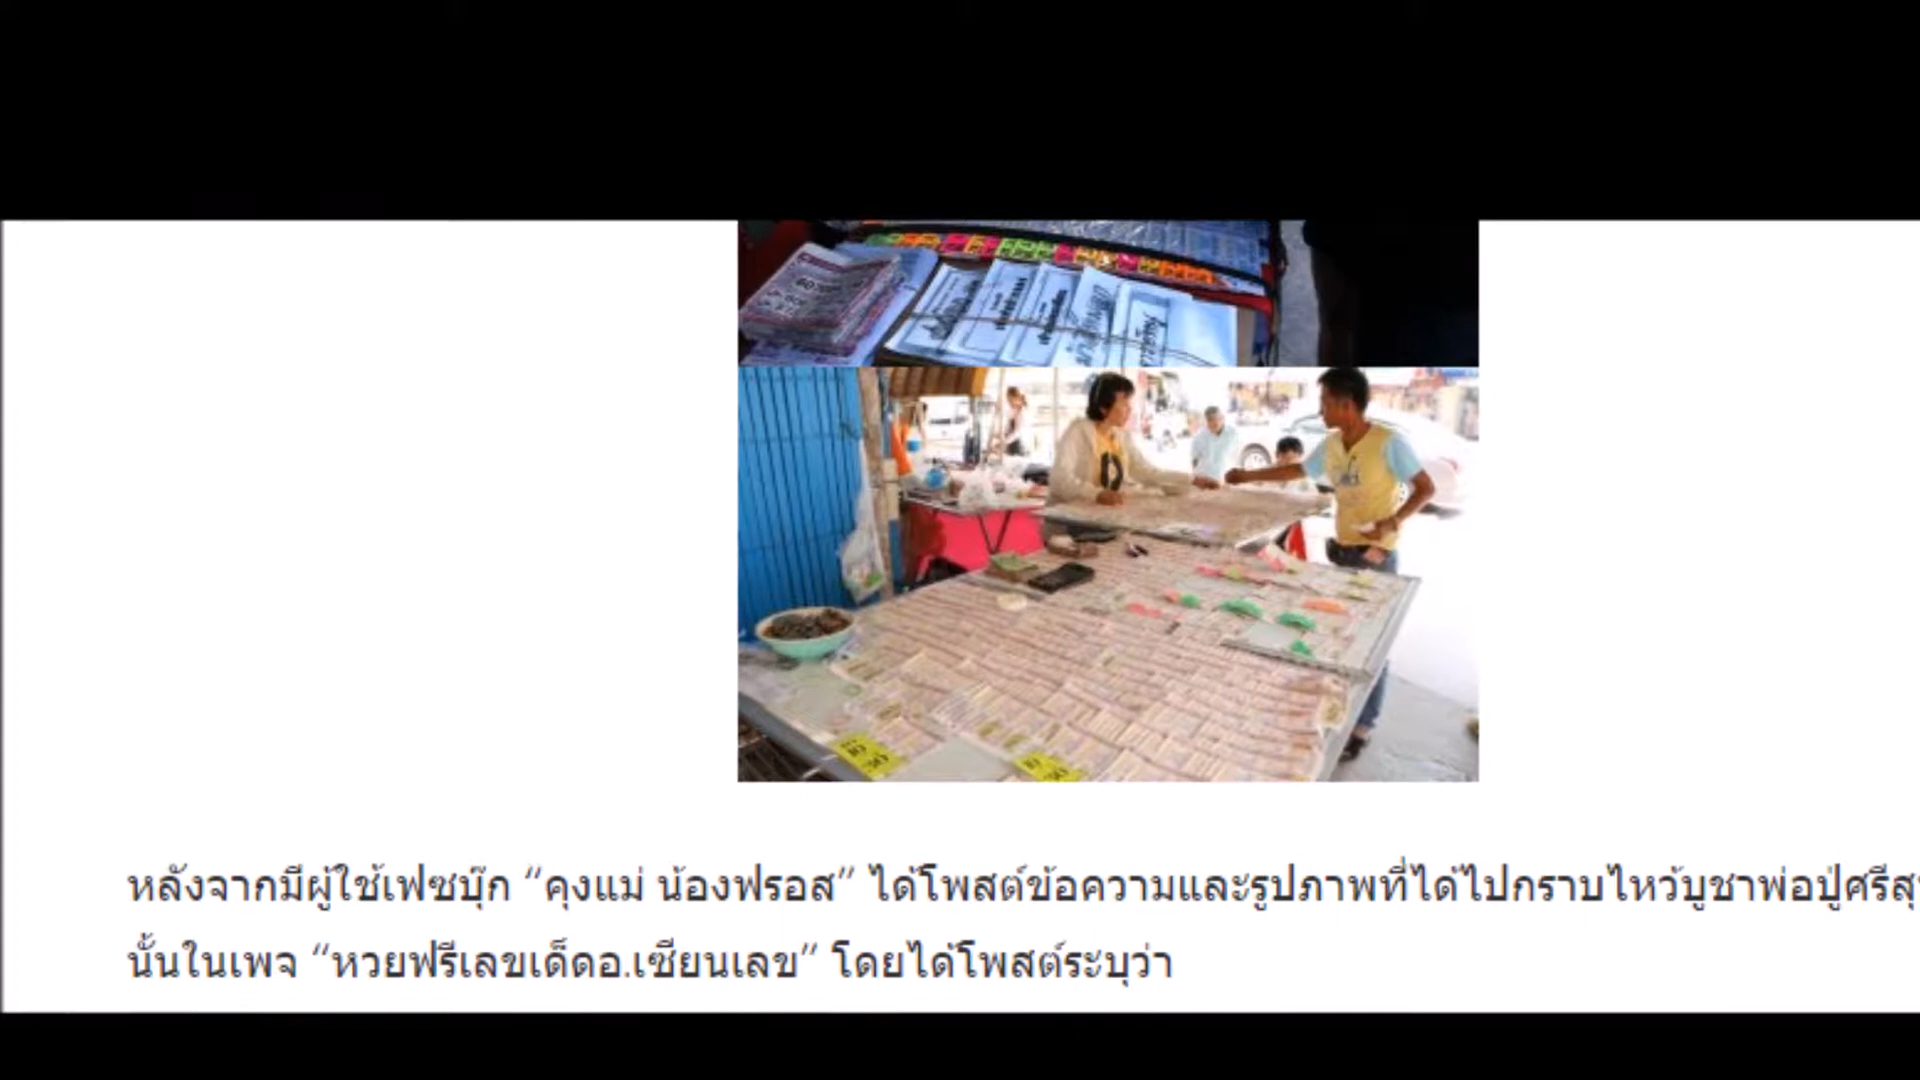 หลังจากมีผู้ใช้เฟซบุ๊ก “คุงแม่ น้องฟรอส” ได้โพสต์ข้อความและรูปภาพที่ได้ไปกราบไหว้บูชาพ่อปู่ศรีสุ
นั้นในเพจ “หวยฟรีเลขเด็ดอ.เซียนเลข” โดยได้โพสต์ระบุว่า